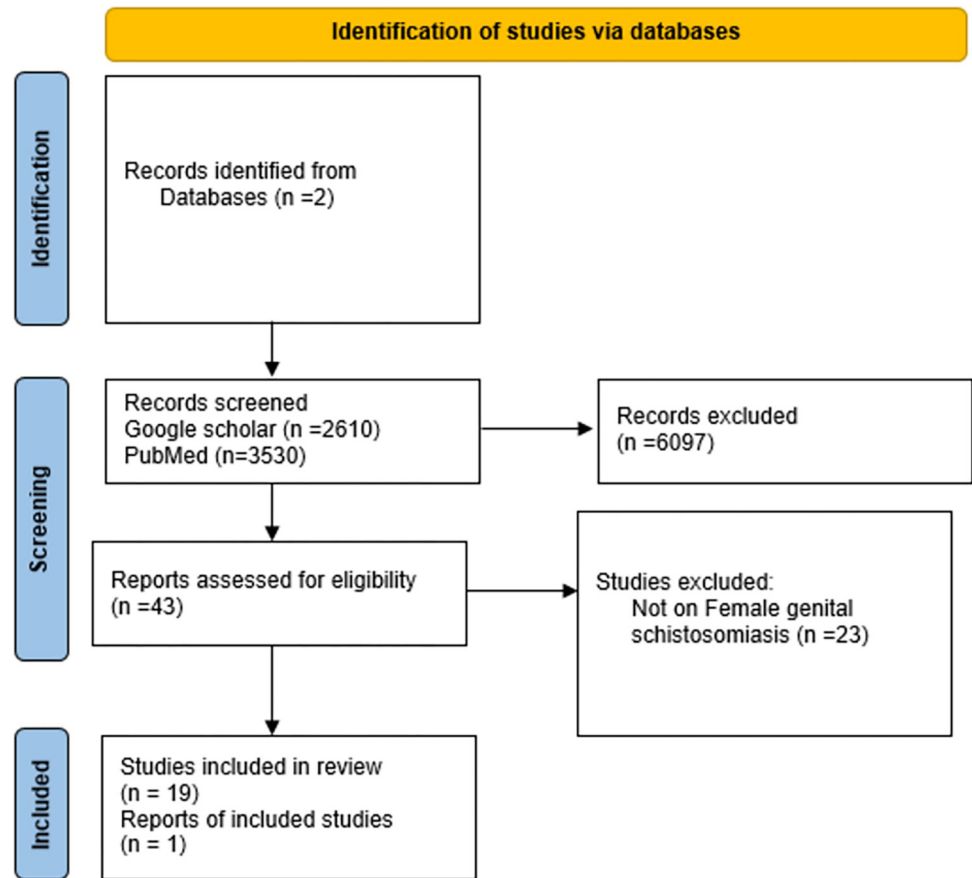 Identification of studies via databases
Identification
Records identified from
Databases (n =2)
Screening
Records screened
Google scholar (n =2610)
PubMed (n=3530)
Records excluded
(n =6097)
Reports assessed for eligibility
(n =43)
Studies excluded:
Not on Female genital
schistosomiasis (n =23)
Included
Studies included in review
(n = 19)
Reports of included studies
(n = 1)